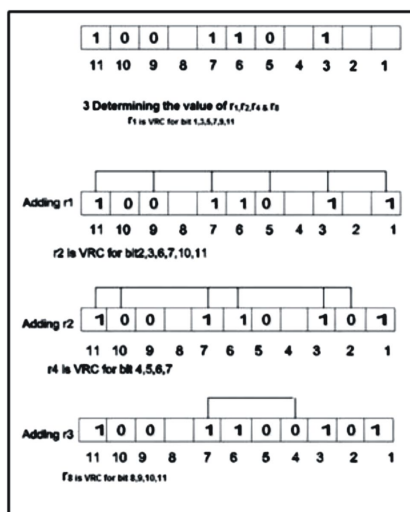 1 0 0 1 1 0 1
11 10 9 8 7 6 5 4 3 2 1
3 Determining the value of r1,r2,r4 & r8
r1 is VRC for bit 1,3,5,7,9,11
Adding r1 1 0 0 1 1 0 1 1
11 10 9 8 7 6 5 4 3 2 1
r2 is VRC for bit2,3,6,7,10,11
Adding r2 1 0 0 1 1 0 1 0 1
11 10 9 8 7 6 5 4 3 2 1
r4 is VRC for bit 4,5,6,7
Adding r3 1 0 0 1 1 0 0 1 0 1
11 10 9 8 7 6 5 4 3 2 1
r8 is VRC for bit 8,9,10,11